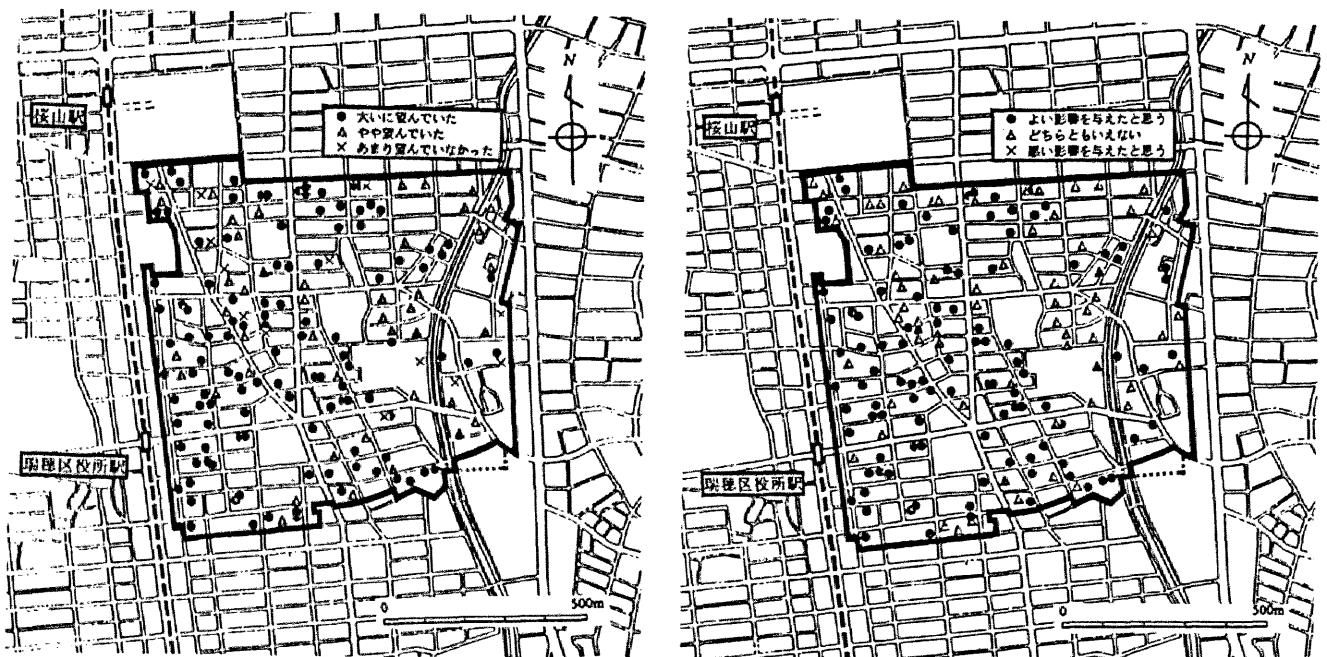 N
桜山駅
● 大いに望んでいた
△ やや望んでいた
× あまり望んでいなかった
瑞穂区役所駅
0 500m
N
桜山駅
● よい影響を与えたと思う
△ どちらともいえない
× 悪い影響を与えたと思う
瑞穂区役所駅
0 500m